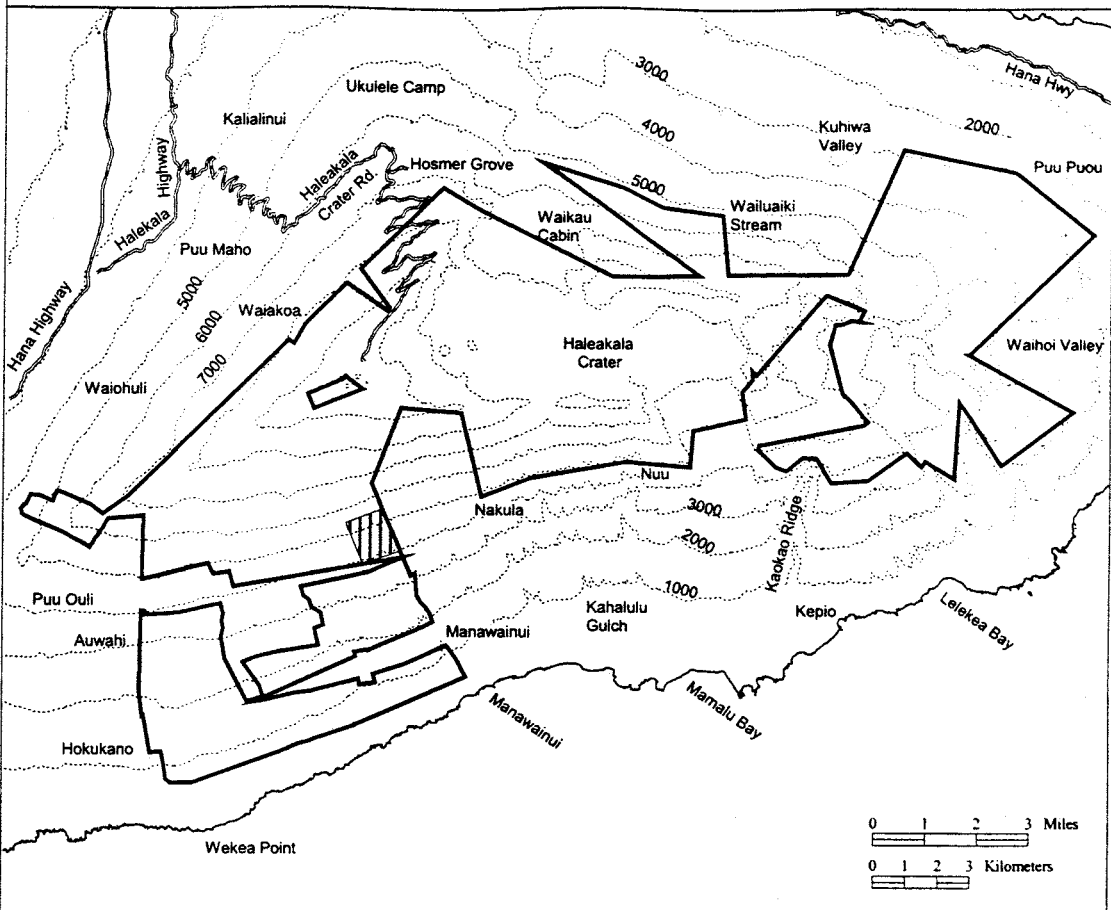 Hana Hwy
3000
Ukulele Camp
Kalialinui
4000
2000
Kuhiwa
Valley
Highway
Haleakala
Crater Rd.
Hosmer Grove
Puu Puou
5000
Waikau
Cabin
Wailuaiki
Stream
Halekala
Puu Maho
5000
Hana Highway
6000
Waiakoa
7000
Haleakala
Crater
Waihoi Valley
Waiohuli
Nuu
Nakula
3000
2000
Kaokao Ridge
1000
Puu Ouli
Kahalulu
Gulch
Kepio
Lelekea Bay
Auwahi
Manawainui
Mamalu Bay
Manawainui
Hokukano
Wekea Point
0 1 2 3 Miles
0 1 2 3 Kilometers